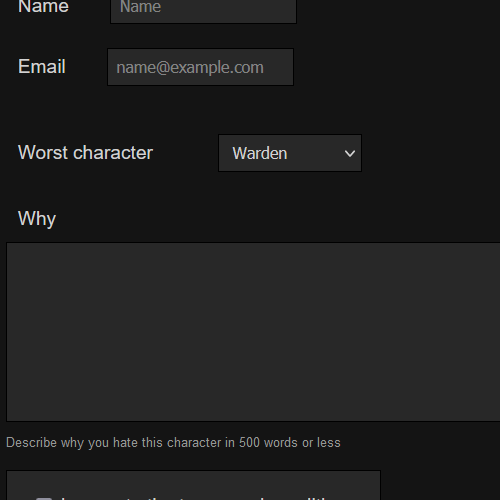 Name
Name
Email
name@example.com
Worst character
Warden
Why
Describe why you hate this character in 500 words or less